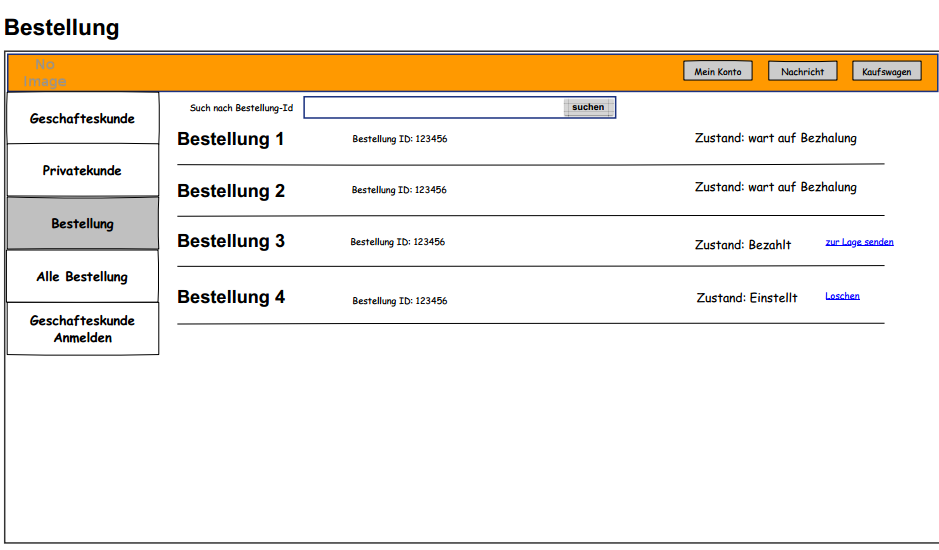 Bestellung
No
Image
Mein Konto
Nachricht
Kaufswagen
Geschafteskunde
Privatekunde
Bestellung
Alle Bestellung
Geschafteskunde
Anmelden
Such nach Bestellung-Id
suchen
Bestellung 1
Bestellung ID: 123456
Zustand: wart auf Bezhalung
Bestellung 2
Bestellung ID: 123456
Zustand: wart auf Bezhalung
Bestellung 3
Bestellung ID: 123456
Zustand: Bezahlt
zur Lage senden
Bestellung 4
Bestellung ID: 123456
Zustand: Einstellt
Loschen